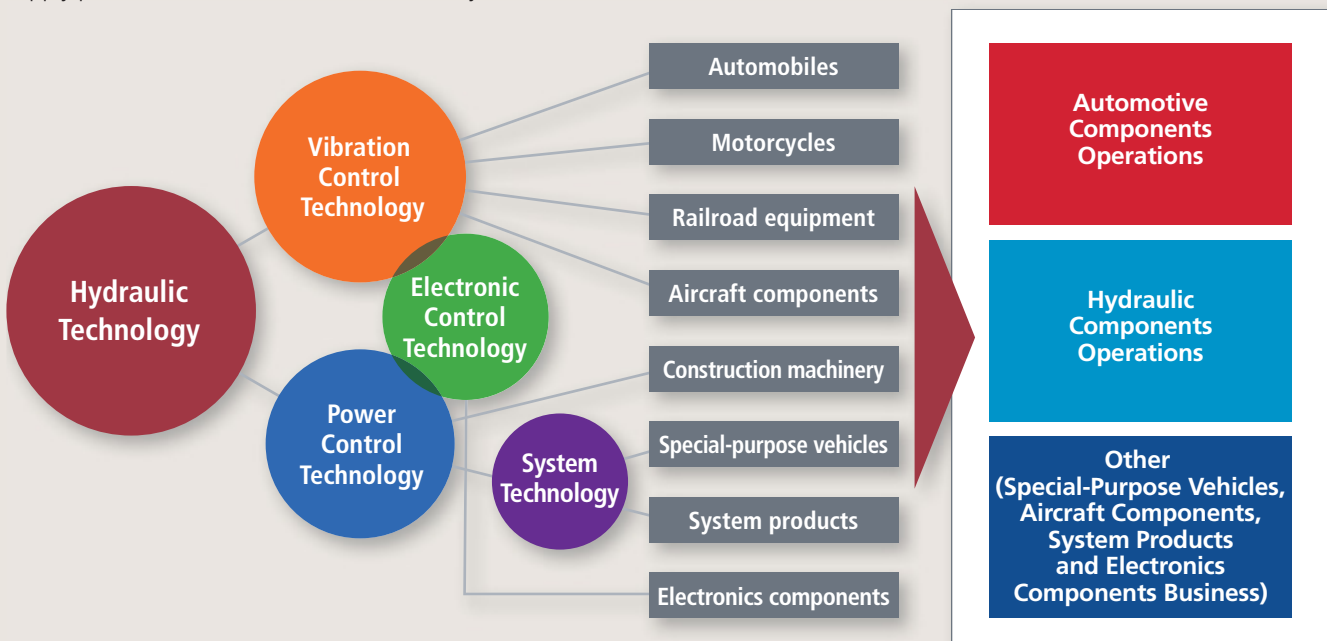 Hydraulic
Technology
Vibration
Control
Technology
Electronic
Control
Technology
Power
Control
Technology
System
Technology
Automobiles
Motorcycles
Railroad equipment
Aircraft components
Construction machinery
Special-purpose vehicles
System products
Electronics components
Automotive
Components
Operations
Hydraulic
Components
Operations
Other
(Special-Purpose Vehicles,
Aircraft Components,
System Products
and Electronics
Components Business)